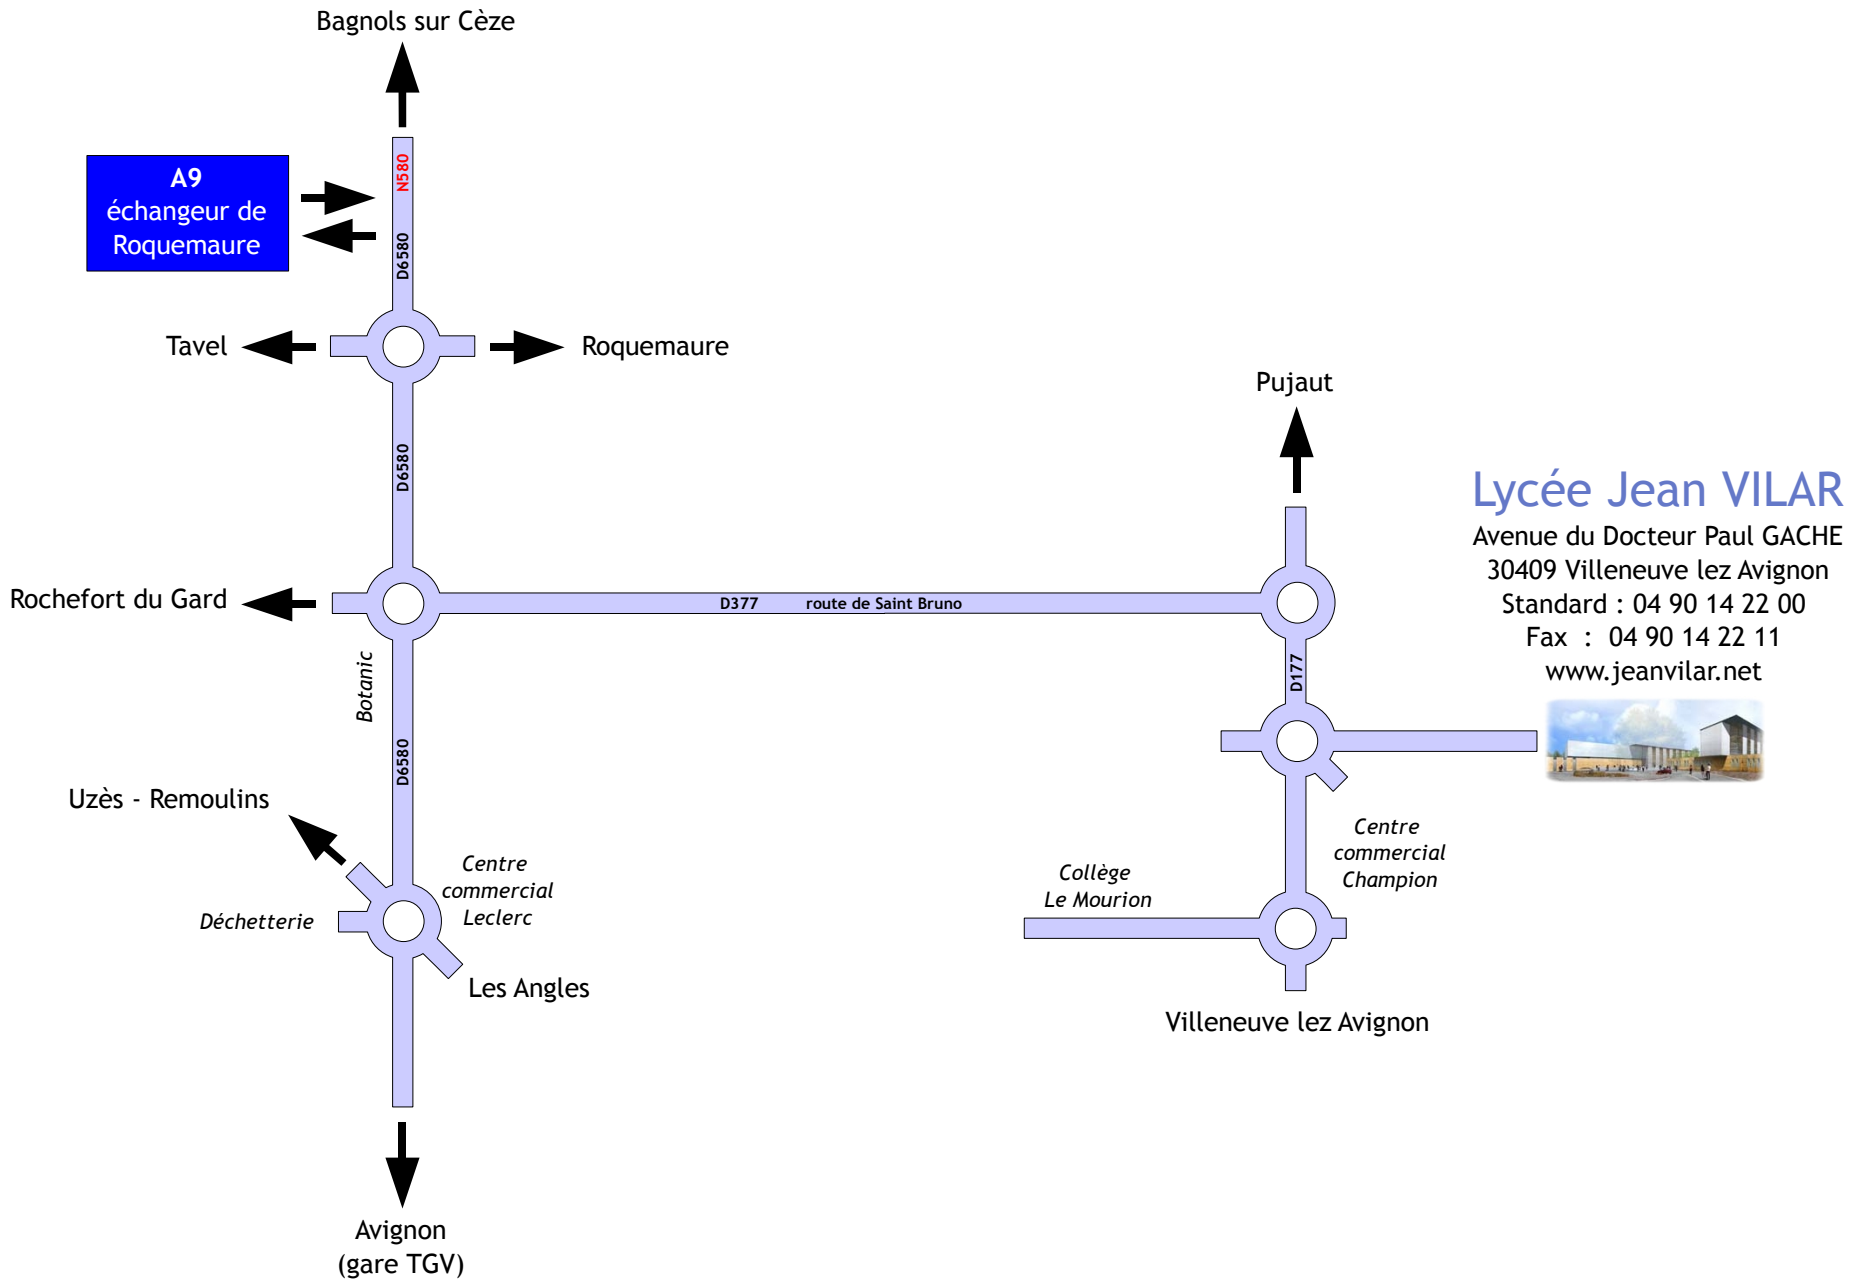 Bagnols sur Cèze
A9
échangeur de
Roquemaure
N580
D6580
Tavel
Roquemaure
D6580
Pujaut
Lycée Jean VILAR
Avenue du Docteur Paul GACHE
30409 Villeneuve lez Avignon
Standard : 04 90 14 22 00
Fax : 04 90 14 22 11
www.jeanvilar.net
Rochefort du Gard
D377 route de Saint Bruno
Botanic
D177
D6580
Uzès - Remoulins
Centre
commercial
Leclerc
Déchetterie
Les Angles
Centre
commercial
Champion
Collège
Le Mourion
Villeneuve lez Avignon
Avignon
(gare TGV)